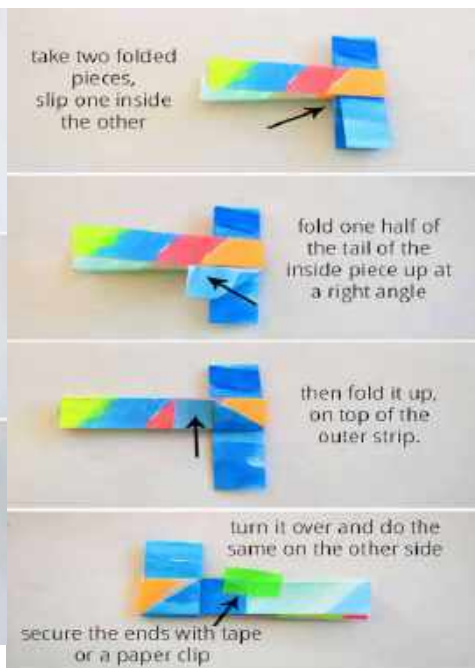 take two folded
pieces,
slip one inside
the other
fold one half of
the tail of the
inside piece up at
a right angle
then fold it up,
on top of the
outer strip.
turn it over and do the
same on the other side
secure the ends with tape
or a paper clip